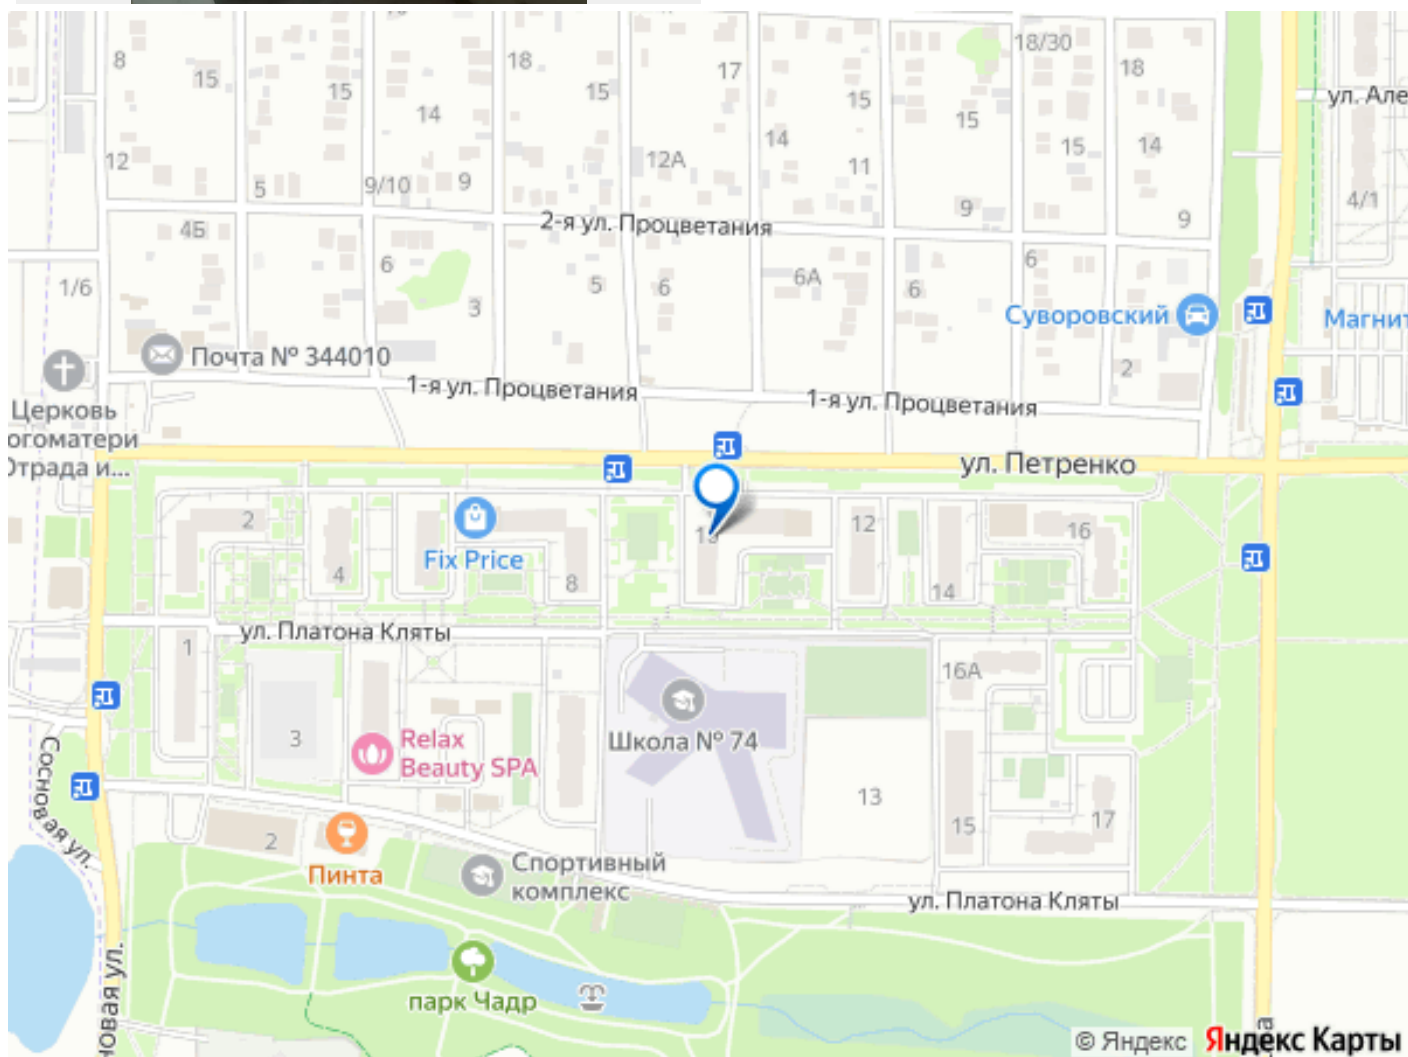 18/30
8
18
17
18
15
15
15
15
ул. Але
14
15
14
15
14
12
12А
11
5
9/10
9
4/1
9
9
4Б
2-я ул. Процветания
6
6
1/6
5
6
6А
6
3
Суворовский
Магнит
Почта № 344010
2
1-я ул. Процветания
1-я ул. Процветания
Церковь
огоматери
Отрада и...
ул. Петренко
2
12
16
Fix Price
4
8
14
ул. Платона Кляты
1
16А
3
Relax
Beauty SPA
Школа № 74
Сосновая ул.
13
15
17
2
Пинта
Спортивный
комплекс
ул. Платона Кляты
парк Чадр
новая ул.
© Яндекс
Яндекс Карты